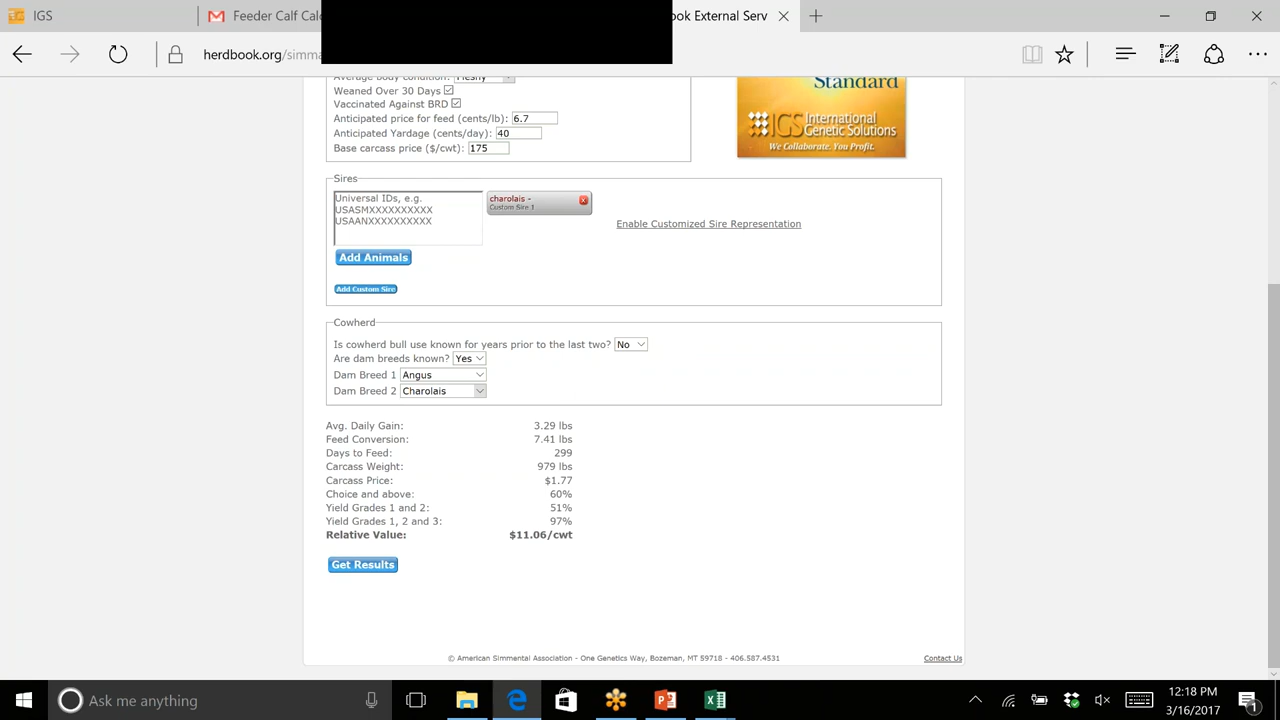 IGS
Feeder Calf Calc
ok External Serv
herdbook.org/simma
Average body condition: Fleshy
Weaned Over 30 Days
Vaccinated Against BRD
Anticipated price for feed (cents/lb): 6.7
Anticipated Yardage (cents/day): 40
Base carcass price ($/cwt): 175
Standard
IGS International
Genetic Solutions
We Collaborate. You Profit.
Sires
Universal IDs, e.g.
USASMXXXXXXXXXX
USAANXXXXXXXXXX
charolais -
Custom Sire 1
x
Enable Customized Sire Representation
Add Animals
Add Custom Sire
Cowherd
Is cowherd bull use known for years prior to the last two? No
Are dam breeds known? Yes
Dam Breed 1 Angus
Dam Breed 2 Charolais
Avg. Daily Gain: 3.29 lbs
Feed Conversion: 7.41 lbs
Days to Feed: 299
Carcass Weight: 979 lbs
Carcass Price: $1.77
Choice and above: 60%
Yield Grades 1 and 2: 51%
Yield Grades 1, 2 and 3: 97%
Relative Value: $11.06/cwt
Get Results
© American Simmental Association - One Genetics Way, Bozeman, MT 59718 - 406.587.4531
Contact Us
Ask me anything
12:18 PM
3/16/2017
1